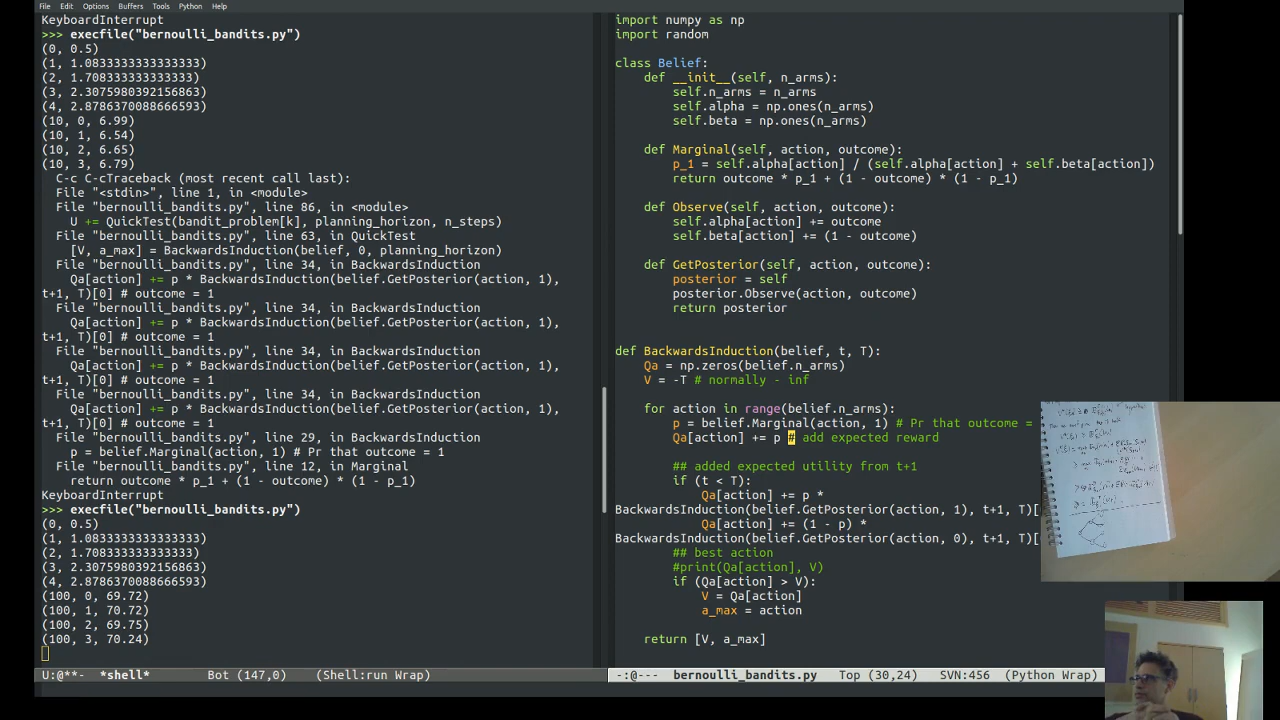 File Edit Options Buffers Tools Python Help
KeyboardInterrupt
>>> execfile("bernoulli_bandits.py")
(0, 0.5)
(1, 1.0833333333333333)
(2, 1.708333333333333)
(3, 2.3075980392156863)
(4, 2.8786370088666593)
(10, 0, 6.99)
(10, 1, 6.54)
(10, 2, 6.65)
(10, 3, 6.79)
  C-c C-cTraceback (most recent call last):
  File "<stdin>", line 1, in <module>
  File "bernoulli_bandits.py", line 86, in <module>
    U += QuickTest(bandit_problem[k], planning_horizon, n_steps)
  File "bernoulli_bandits.py", line 63, in QuickTest
    [V, a_max] = BackwardsInduction(belief, 0, planning_horizon)
  File "bernoulli_bandits.py", line 34, in BackwardsInduction
    Qa[action] += p * BackwardsInduction(belief.GetPosterior(action, 1),
t+1, T)[0] # outcome = 1
  File "bernoulli_bandits.py", line 34, in BackwardsInduction
    Qa[action] += p * BackwardsInduction(belief.GetPosterior(action, 1),
t+1, T)[0] # outcome = 1
  File "bernoulli_bandits.py", line 34, in BackwardsInduction
    Qa[action] += p * BackwardsInduction(belief.GetPosterior(action, 1),
t+1, T)[0] # outcome = 1
  File "bernoulli_bandits.py", line 34, in BackwardsInduction
    Qa[action] += p * BackwardsInduction(belief.GetPosterior(action, 1),
t+1, T)[0] # outcome = 1
  File "bernoulli_bandits.py", line 29, in BackwardsInduction
    p = belief.Marginal(action, 1) # Pr that outcome = 1
  File "bernoulli_bandits.py", line 12, in Marginal
    return outcome * p_1 + (1 - outcome) * (1 - p_1)
KeyboardInterrupt
>>> execfile("bernoulli_bandits.py")
(0, 0.5)
(1, 1.0833333333333333)
(2, 1.708333333333333)
(3, 2.3075980392156863)
(4, 2.8786370088666593)
(100, 0, 69.72)
(100, 1, 70.72)
(100, 2, 69.75)
(100, 3, 70.24)
U:@**- *shell* Bot (147,0) (Shell:run Wrap)
import numpy as np
import random
class Belief:
    def __init__(self, n_arms):
        self.n_arms = n_arms
        self.alpha = np.ones(n_arms)
        self.beta = np.ones(n_arms)
    def Marginal(self, action, outcome):
        p_1 = self.alpha[action] / (self.alpha[action] + self.beta[action])
        return outcome * p_1 + (1 - outcome) * (1 - p_1)
    def Observe(self, action, outcome):
        self.alpha[action] += outcome
        self.beta[action] += (1 - outcome)
    def GetPosterior(self, action, outcome):
        posterior = self
        posterior.Observe(action, outcome)
        return posterior
def BackwardsInduction(belief, t, T):
    Qa = np.zeros(belief.n_arms)
    V = -T # normally - inf
    for action in range(belief.n_arms):
        p = belief.Marginal(action, 1) # Pr that outcome =
        Qa[action] += p # add expected reward
        ## added expected utility from t+1
        if (t < T):
            Qa[action] += p *
BackwardsInduction(belief.GetPosterior(action, 1), t+1, T)[
            Qa[action] += (1 - p) *
BackwardsInduction(belief.GetPosterior(action, 0), t+1, T)[
        ## best action
        #print(Qa[action], V)
        if (Qa[action] > V):
            V = Qa[action]
            a_max = action
    return [V, a_max]
-:@--- bernoulli_bandits.py Top (30,24) SVN:456 (Python Wrap)